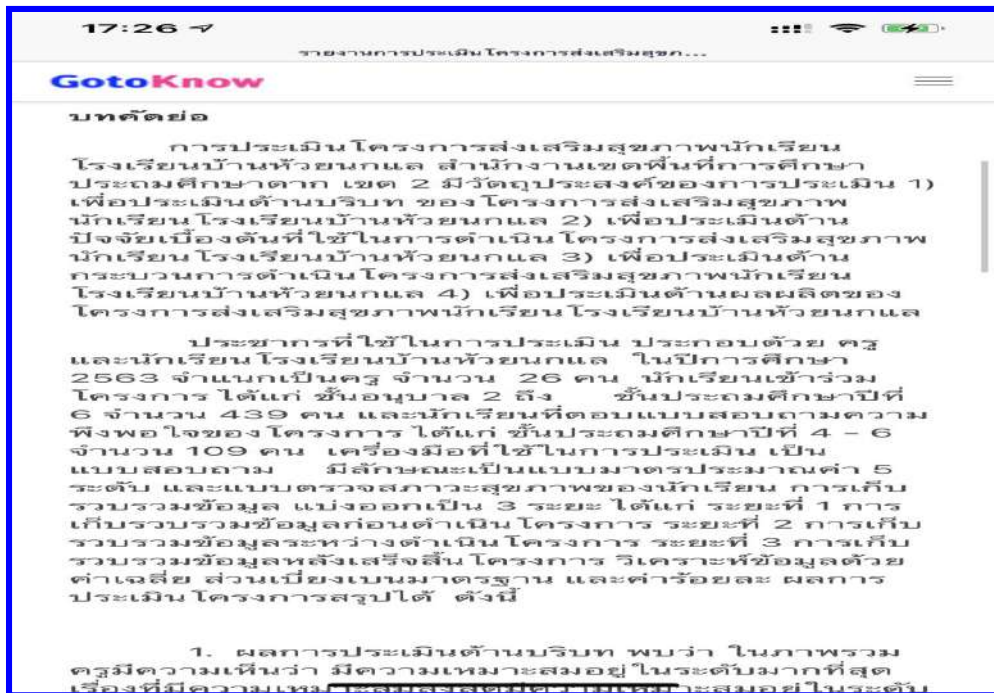 17:26
รายงานการประเมินโครงการส่งเสริมสุขภ...
GotoKnow
บทคัดย่อ
การประเมินโครงการส่งเสริมสุขภาพนักเรียน
โรงเรียนบ้านห้วยนกแล สำนักงานเขตพื้นที่การศึกษา
ประถมศึกษาตาก เขต 2 มีวัตถุประสงค์ของการประเมิน 1)
เพื่อประเมินด้านบริบท ของโครงการส่งเสริมสุขภาพ
นักเรียนโรงเรียนบ้านห้วยนกแล 2) เพื่อประเมินด้าน
ปัจจัยเบื้องต้นที่ใช้ในการดำเนินโครงการส่งเสริมสุขภาพ
นักเรียนโรงเรียนบ้านห้วยนกแล 3) เพื่อประเมินด้าน
กระบวนการดำเนินโครงการส่งเสริมสุขภาพนักเรียน
โรงเรียนบ้านห้วยนกแล 4) เพื่อประเมินด้านผลผลิตของ
โครงการส่งเสริมสุขภาพนักเรียนโรงเรียนบ้านห้วยนกแล
ประชากรที่ใช้ในการประเมิน ประกอบด้วย ครู
และนักเรียนโรงเรียนบ้านห้วยนกแล ในปีการศึกษา
2563 จำแนกเป็นครู จำนวน 26 คน นักเรียนเข้าร่วม
โครงการ ได้แก่ ชั้นอนุบาล 2 ถึง ชั้นประถมศึกษาปีที่
6 จำนวน 439 คน และนักเรียนที่ตอบแบบสอบถามความ
พึงพอใจของโครงการ ได้แก่ ชั้นประถมศึกษาปีที่ 4 – 6
จำนวน 109 คน เครื่องมือที่ใช้ในการประเมิน เป็น
แบบสอบถาม มีลักษณะเป็นแบบมาตรประมาณค่า 5
ระดับ และแบบตรวจสภาวะสุขภาพของนักเรียน การเก็บ
รวบรวมข้อมูล แบ่งออกเป็น 3 ระยะ ได้แก่ ระยะที่ 1 การ
เก็บรวบรวมข้อมูลก่อนดำเนินโครงการ ระยะที่ 2 การเก็บ
รวบรวมข้อมูลระหว่างดำเนินโครงการ ระยะที่ 3 การเก็บ
รวบรวมข้อมูลหลังเสร็จสิ้นโครงการ วิเคราะห์ข้อมูลด้วย
ค่าเฉลี่ย ส่วนเบี่ยงเบนมาตรฐาน และค่าร้อยละ ผลการ
ประเมินโครงการสรุปได้ ดังนี้
1. ผลการประเมินด้านบริบท พบว่า ในภาพรวม
ครูมีความเห็นว่า มีความเหมาะสมอยู่ในระดับมากที่สุด
เรื่องที่มีความเหมาะสมสูงสุดมีความเหมาะสมอยู่ในระดับ